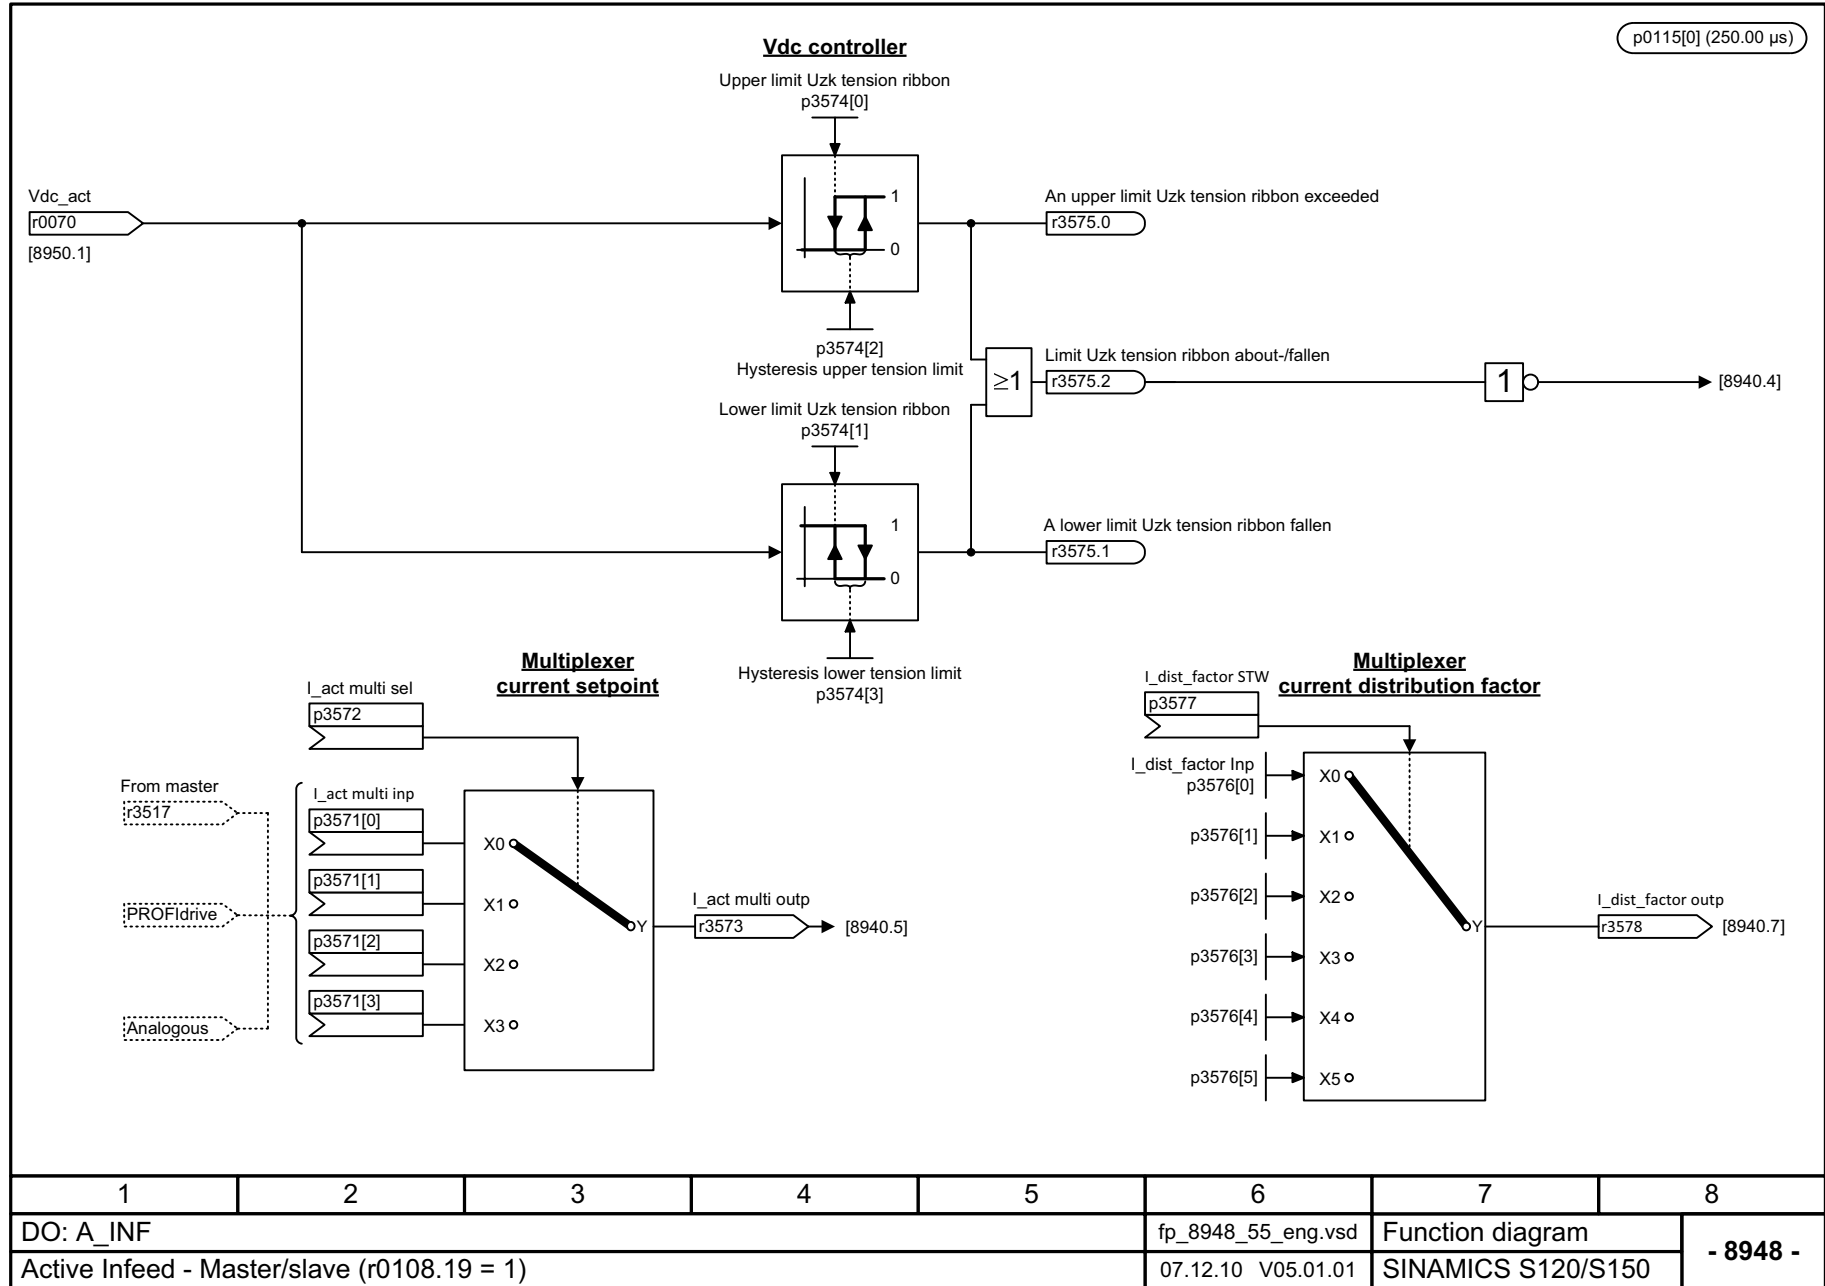 p0115[0] (250.00 µs)
Vdc controller
Upper limit Uzk tension ribbon
p3574[0]
Vdc_act
r0070
[8950.1]
1
0
An upper limit Uzk tension ribbon exceeded
r3575.0
p3574[2]
Hysteresis upper tension limit
≥1
Limit Uzk tension ribbon about-/fallen
r3575.2
1
[8940.4]
Lower limit Uzk tension ribbon
p3574[1]
1
0
A lower limit Uzk tension ribbon fallen
r3575.1
Hysteresis lower tension limit
p3574[3]
Multiplexer
current setpoint
I_act multi sel
p3572
From master
r3517
PROFIdrive
Analogous
I_act multi inp
p3571[0]
p3571[1]
p3571[2]
p3571[3]
X0
X1
X2
X3
Y
I_act multi outp
r3573
[8940.5]
Multiplexer
current distribution factor
I_dist_factor STW
p3577
I_dist_factor Inp
p3576[0]
p3576[1]
p3576[2]
p3576[3]
p3576[4]
p3576[5]
X0
X1
X2
X3
X4
X5
Y
I_dist_factor outp
r3578
[8940.7]
1 2 3 4 5 6 7 8
DO: A_INF
fp_8948_55_eng.vsd
Function diagram
- 8948 -
Active Infeed - Master/slave (r0108.19 = 1)
07.12.10 V05.01.01
SINAMICS S120/S150